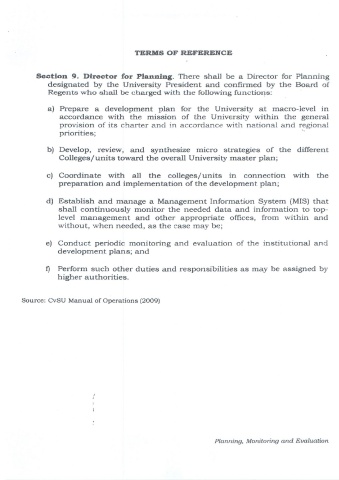 TERMS OF REFERENCE
Section 9. Director for Planning. There shall be a Director for Planning
designated by the University President and confirmed by the Board of
Regents who shall be charged with the following functions:
a) Prepare a development plan for the University at macro-level in
accordance with the mission of the University within the general
provision of its charter and in accordance with national and regional
priorities;
b) Develop, review, and synthesize micro strategies of the different
Colleges/units toward the overall University master plan;
c) Coordinate with all the colleges/units in connection with the
preparation and implementation of the development plan;
d) Establish and manage a Management Information System (MIS) that
shall continuously monitor the needed data and information to top-
level management and other appropriate offices, from within and
without, when needed, as the case may be;
e) Conduct periodic monitoring and evaluation of the institutional and
development plans; and
f) Perform such other duties and responsibilities as may be assigned by
higher authorities.
Source: CvSU Manual of Operations (2009)
Planning, Monitoring and Evaluation